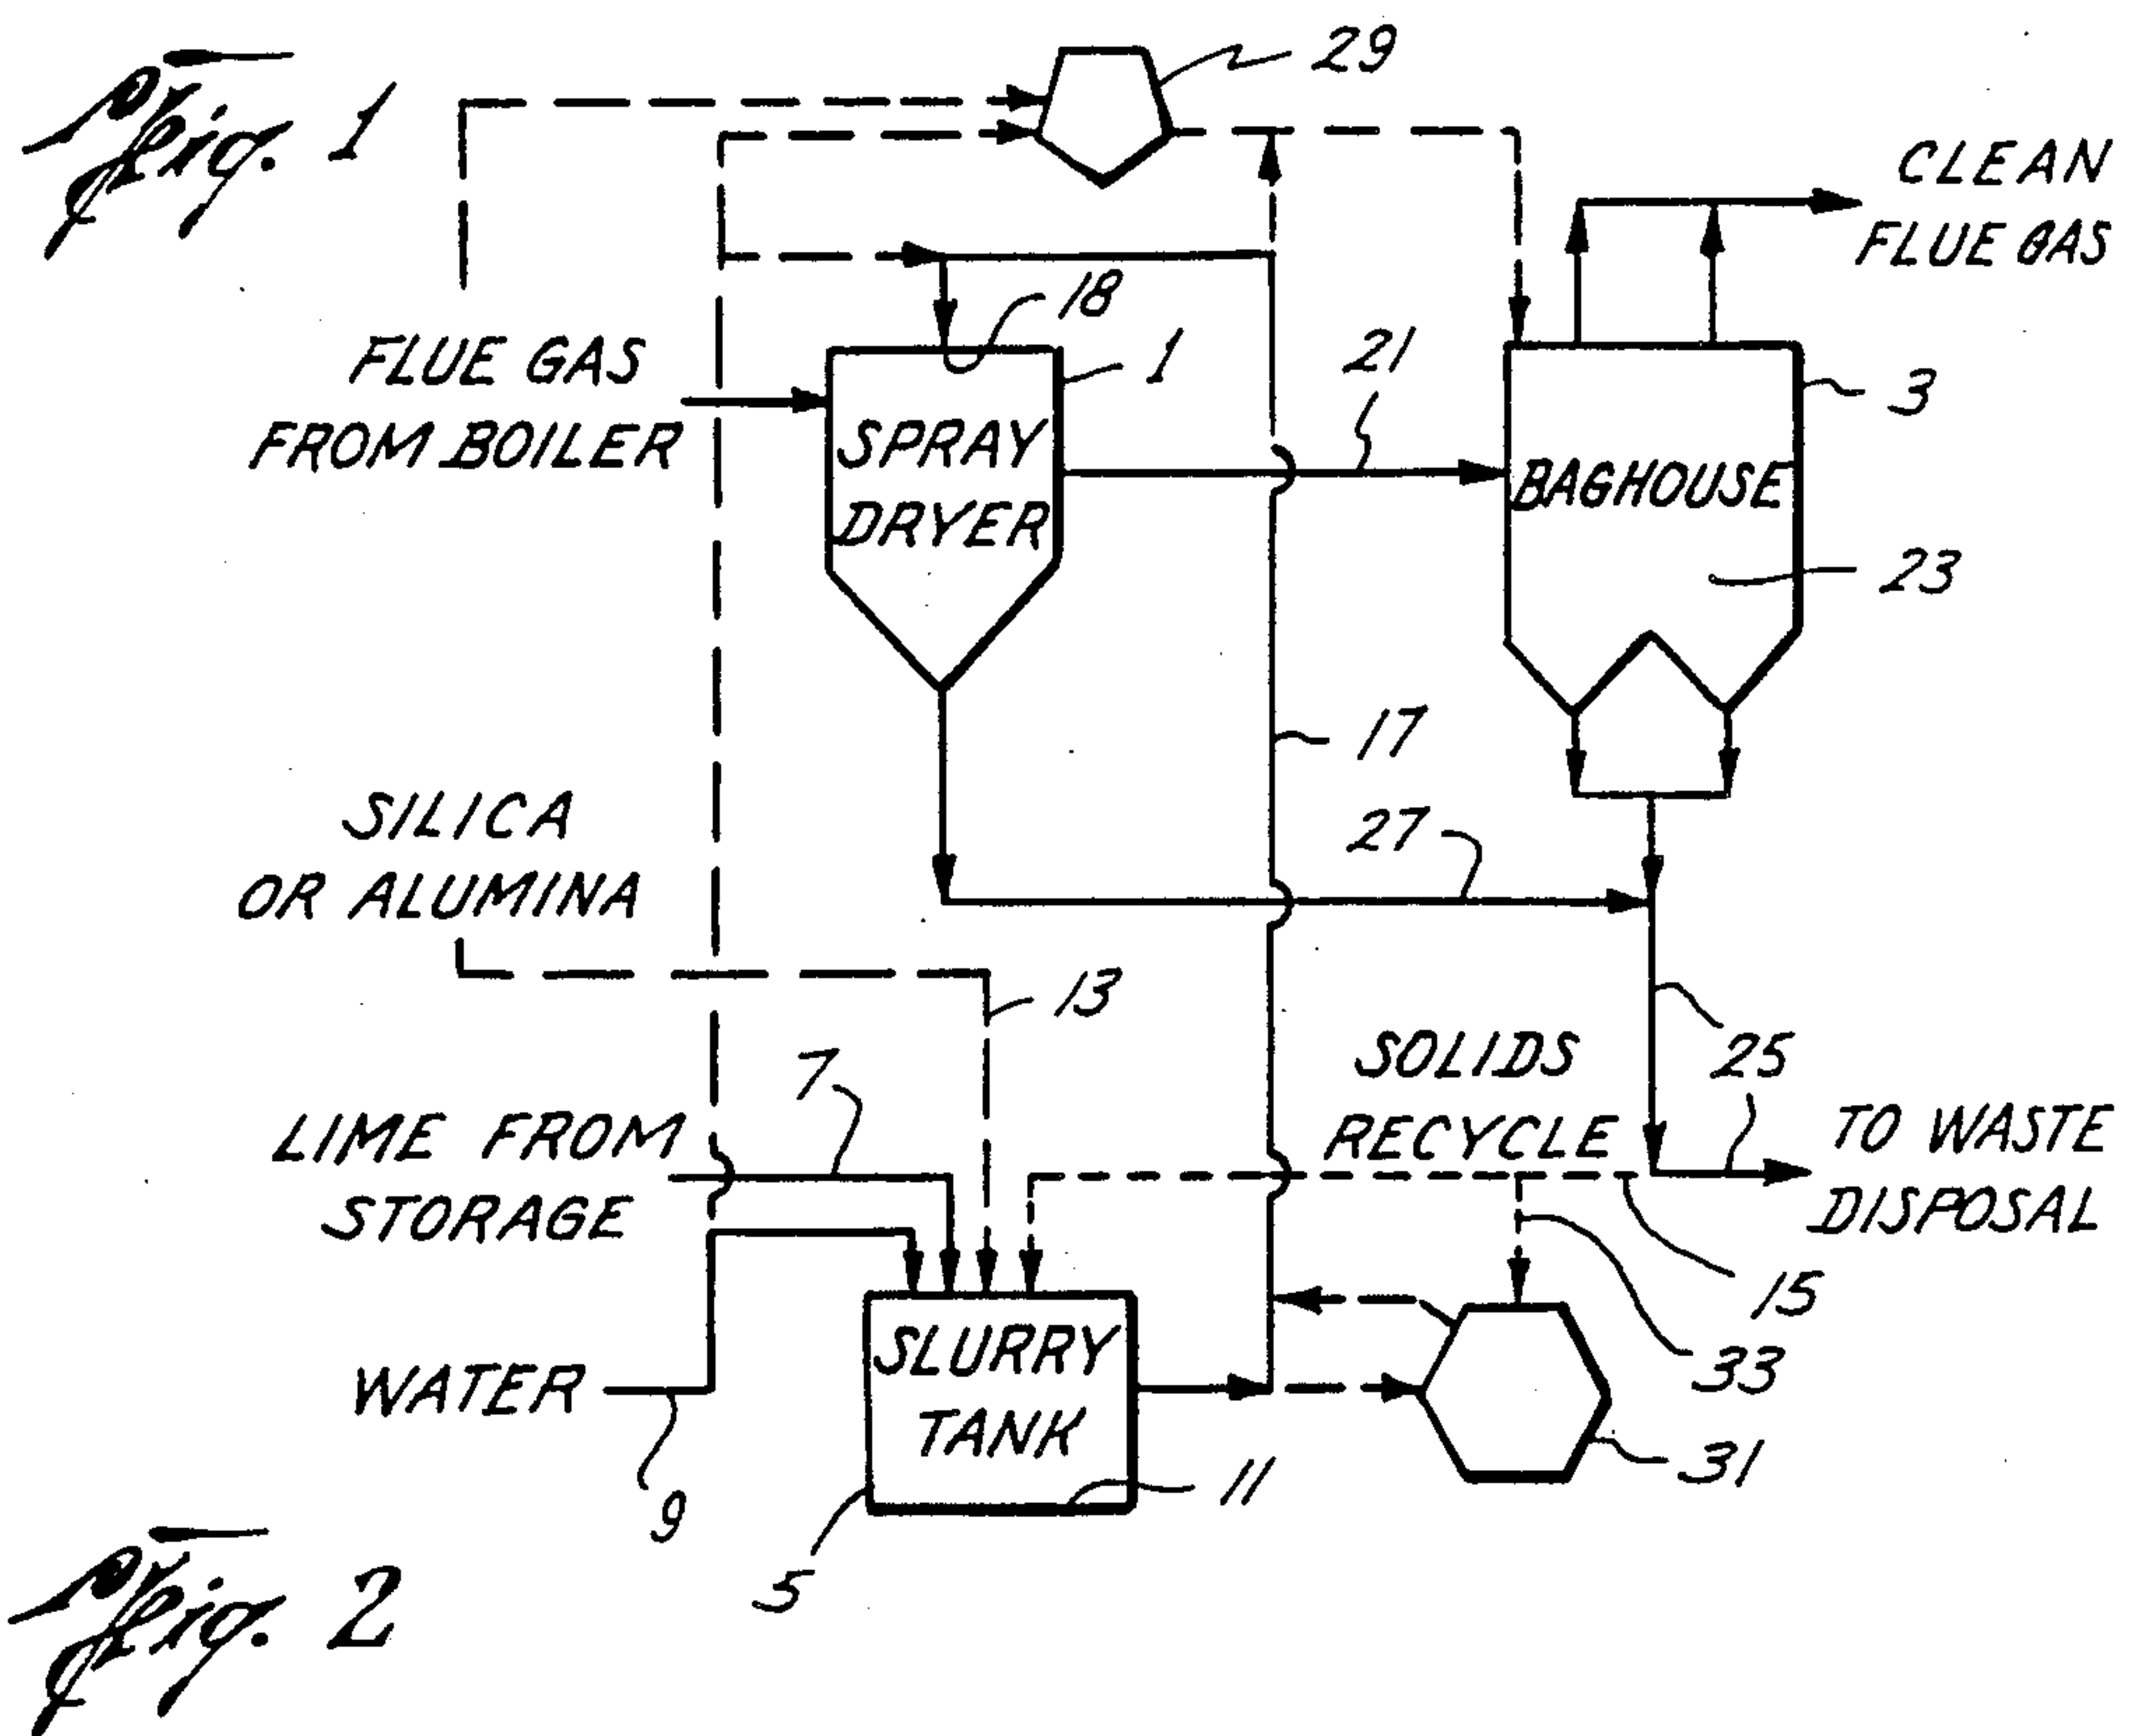 Fig. 1
29
CLEAN
FLUE GAS
18
1
21
3
FLUE GAS
FROM BOILER
SPRAY
DRYER
BAGHOUSE
23
17
27
SILICA
OR ALUMINA
13
7
SOLIDS
RECYCLE
25
LIME FROM
STORAGE
TO WASTE
DISPOSAL
15
33
WATER
9
SLURRY
TANK
11
31
5
Fig. 2